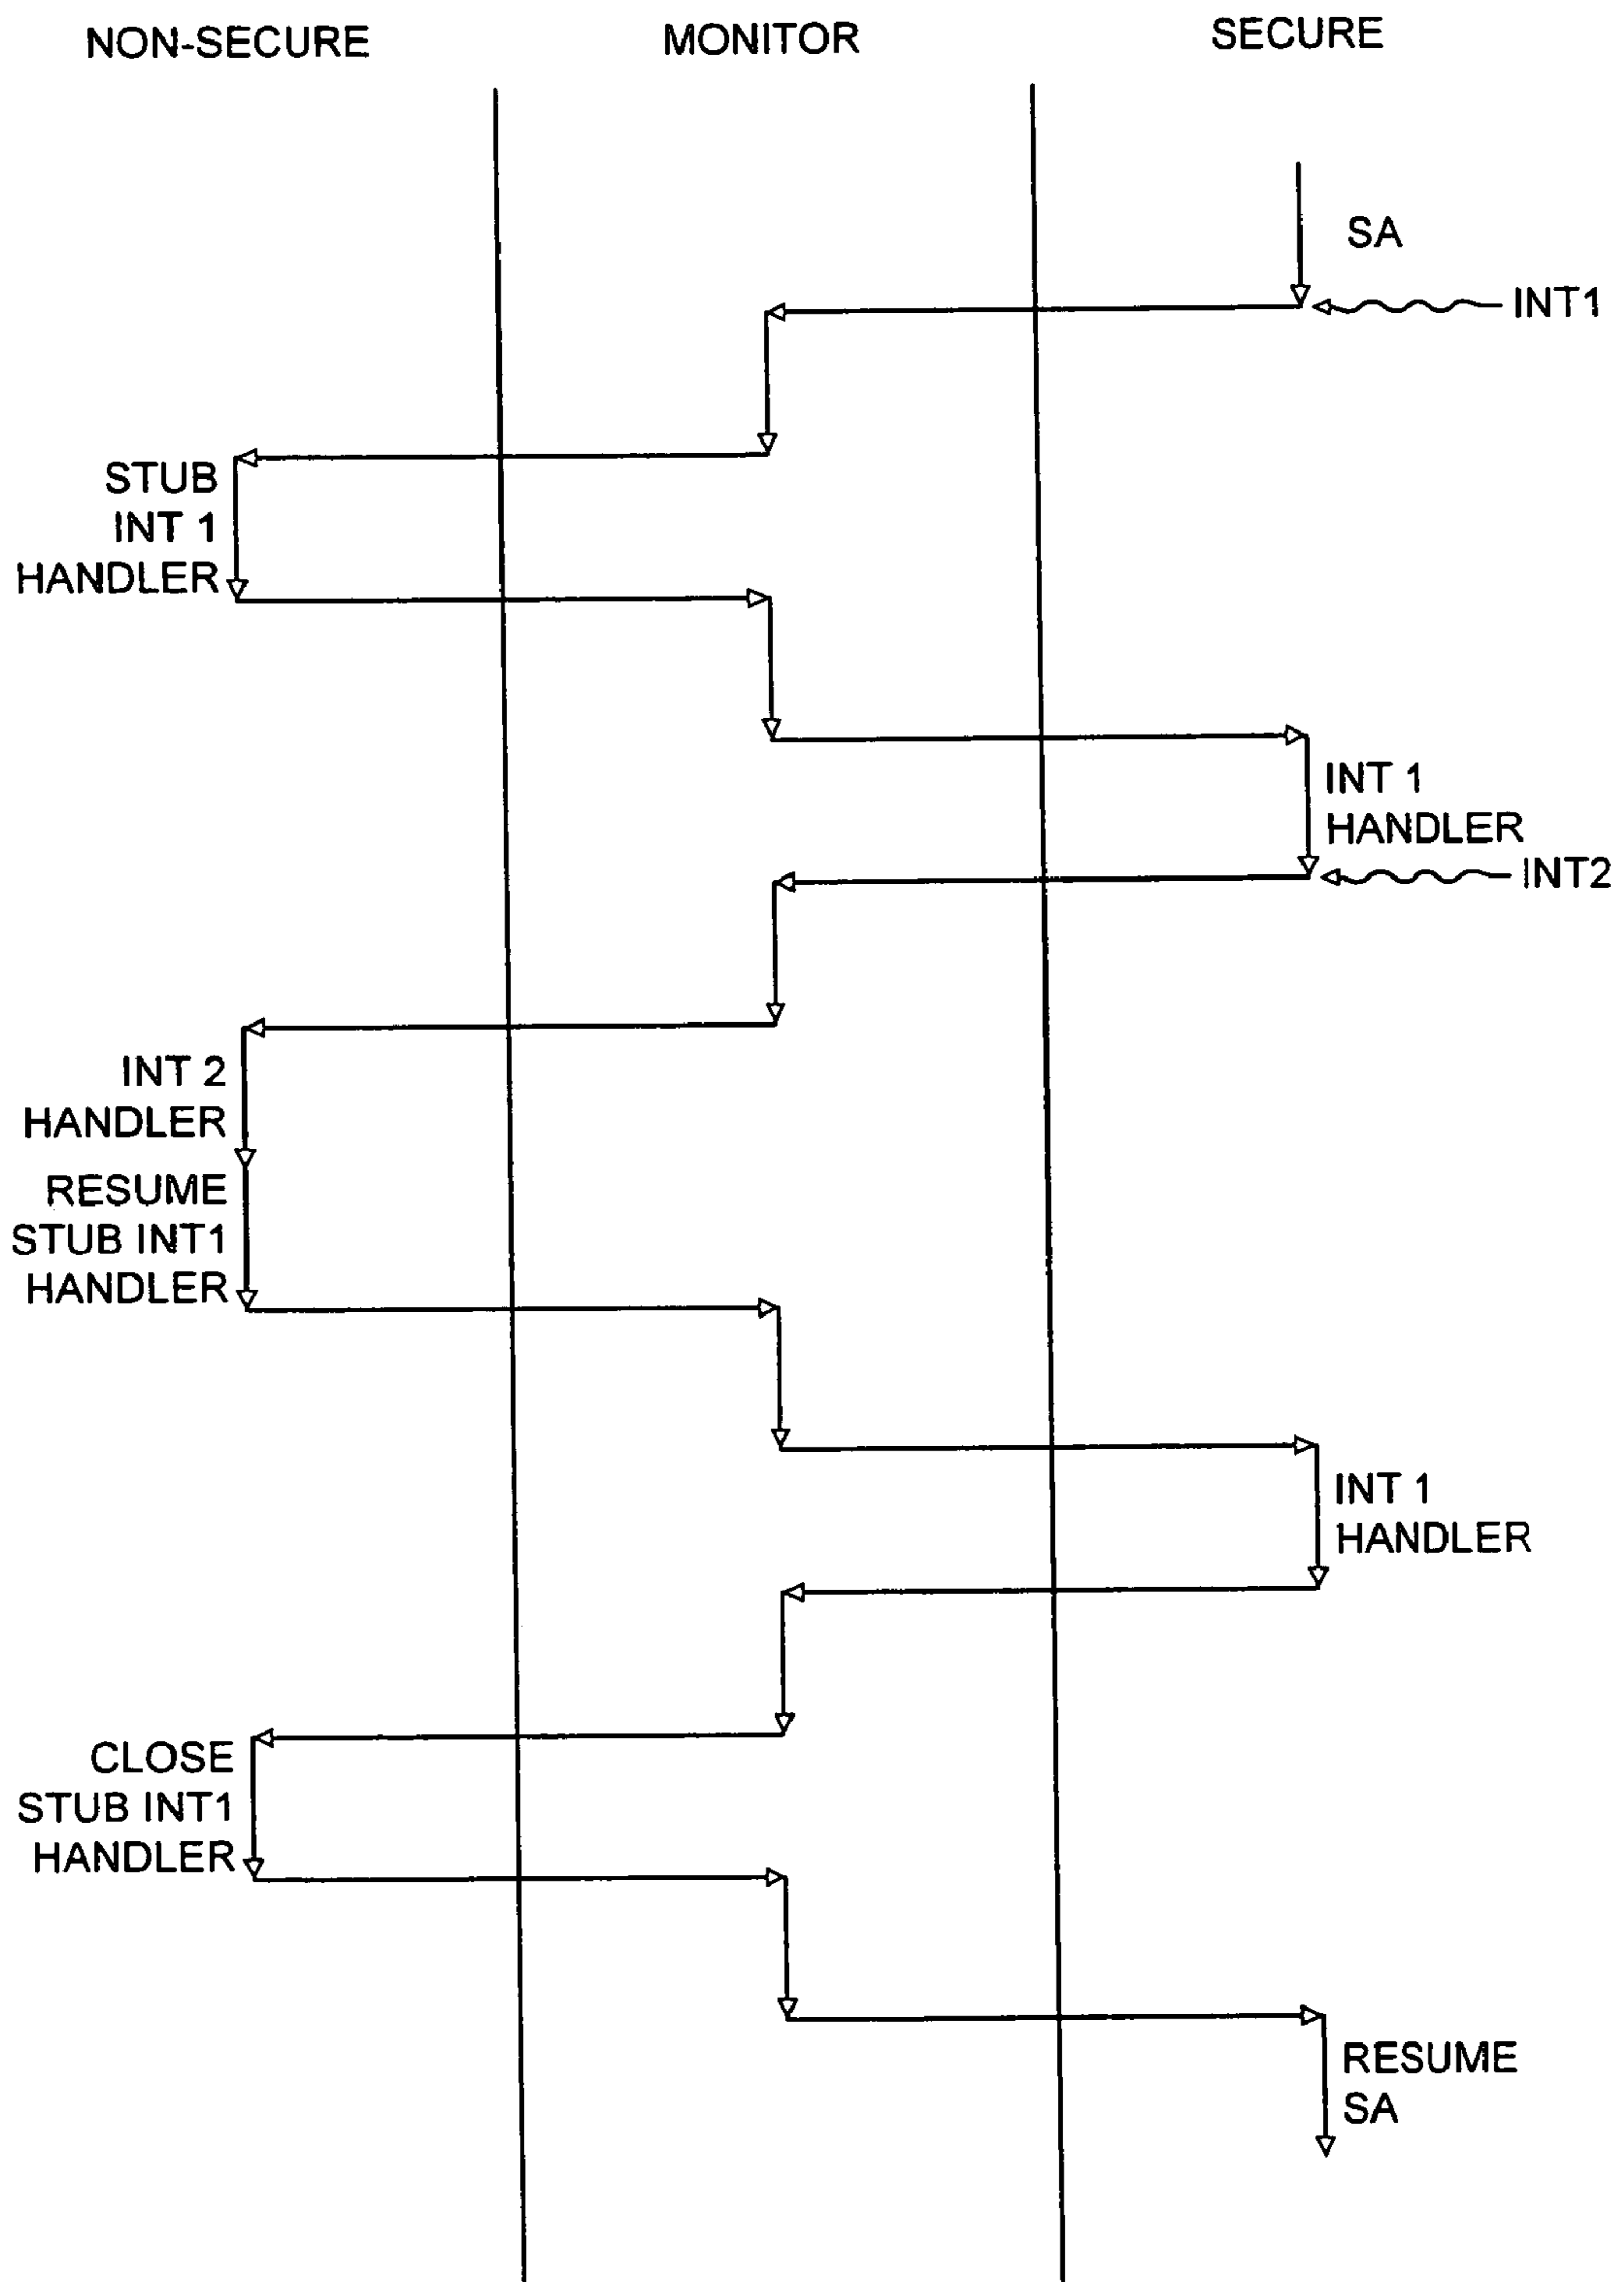 NON-SECURE
MONITOR
SECURE
SA
INT1
STUB
INT 1
HANDLER
INT 1
HANDLER
INT2
INT 2
HANDLER
RESUME
STUB INT1
HANDLER
INT 1
HANDLER
CLOSE
STUB INT1
HANDLER
RESUME
SA